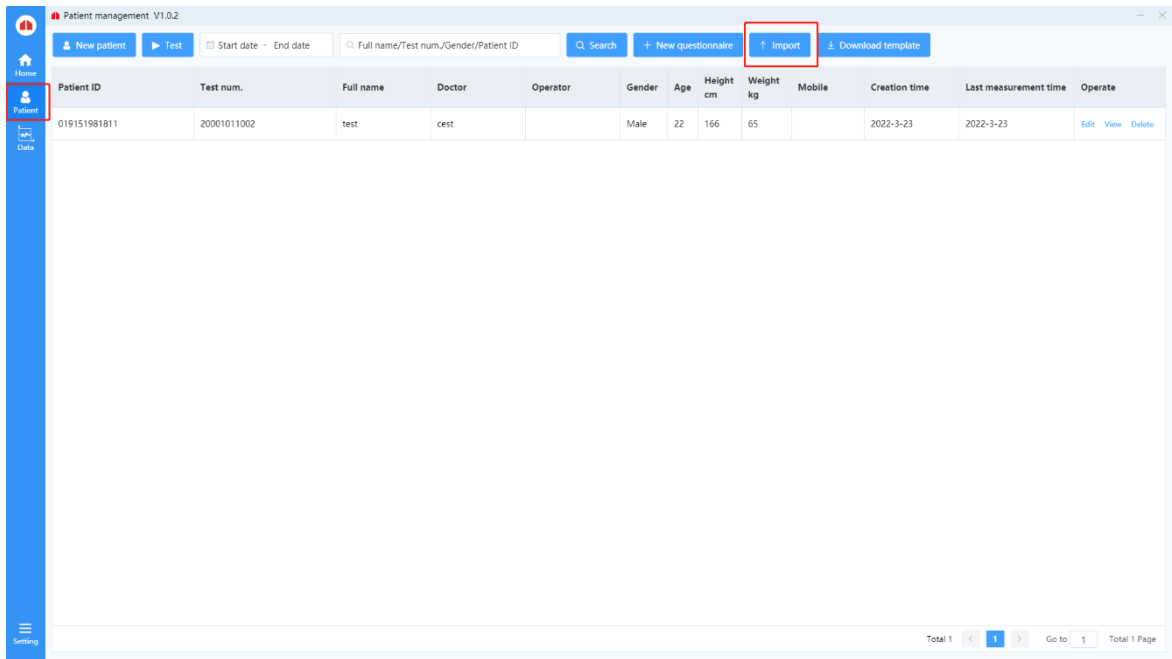 Patient management V1.0.2
New patient Test Start date - End date Full name/Test num./Gender/Patient ID Search New questionnaire Import Download template
Home
Patient
Data
Setting
Patient ID Test num. Full name Doctor Operator Gender Age Height cm Weight kg Mobile Creation time Last measurement time Operate
019151981811 20001011002 test cest Male 22 166 65 2022-3-23 2022-3-23 Edit View Delete
Total 1 < 1 > Go to 1 Total 1 Page